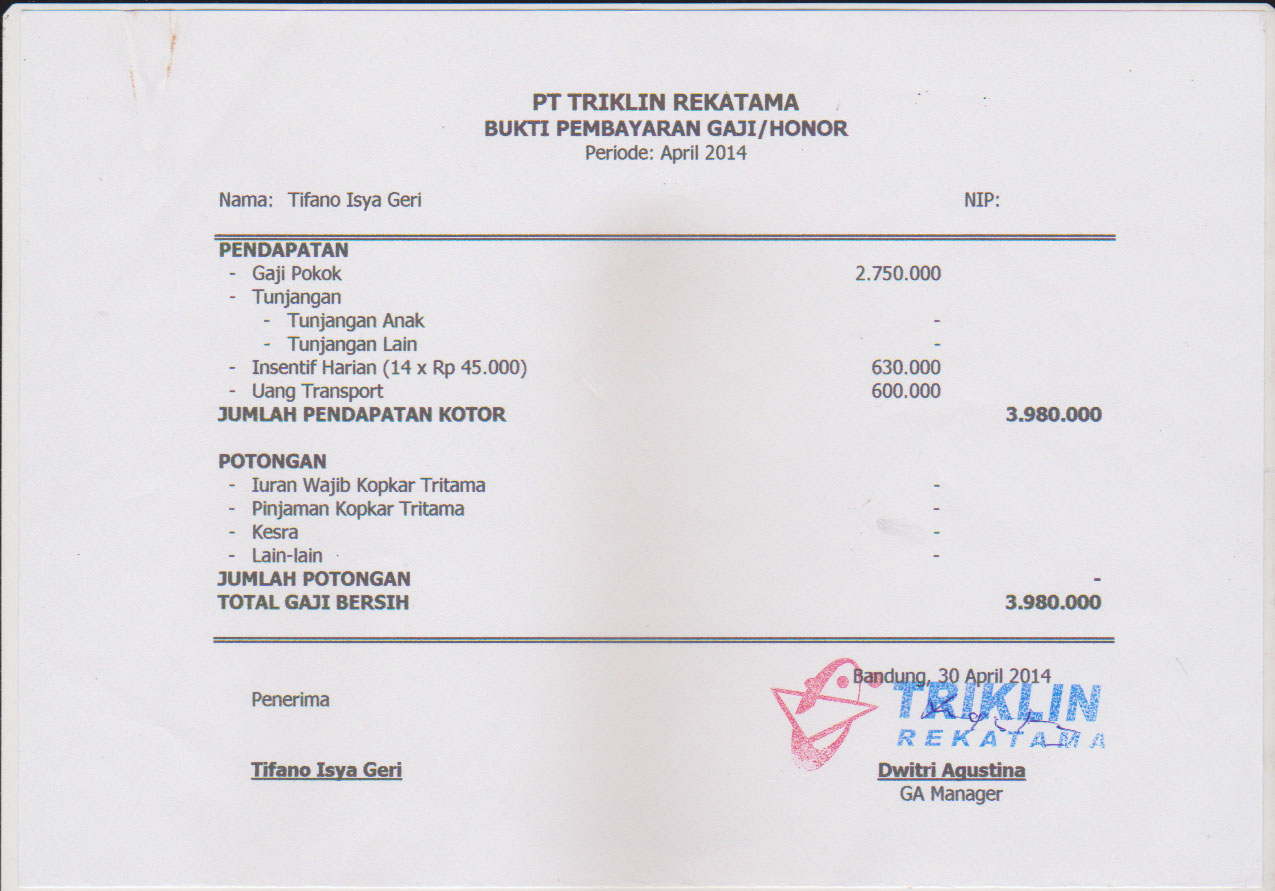 PT TRIKLIN REKATAMA
BUKTI PEMBAYARAN GAJI/HONOR
Periode: April 2014
Nama: Tifano Isya Geri NIP:
PENDAPATAN
- Gaji Pokok 2.750.000
- Tunjangan
- Tunjangan Anak -
- Tunjangan Lain -
- Insentif Harian (14 x Rp 45.000) 630.000
- Uang Transport 600.000
JUMLAH PENDAPATAN KOTOR 3.980.000
POTONGAN
- Iuran Wajib Kopkar Tritama -
- Pinjaman Kopkar Tritama -
- Kesra -
- Lain-lain -
JUMLAH POTONGAN -
TOTAL GAJI BERSIH 3.980.000
Bandung, 30 April 2014
Penerima
TRIKLIN
REKATAMA
Tifano Isya Geri Dwitri Agustina
GA Manager